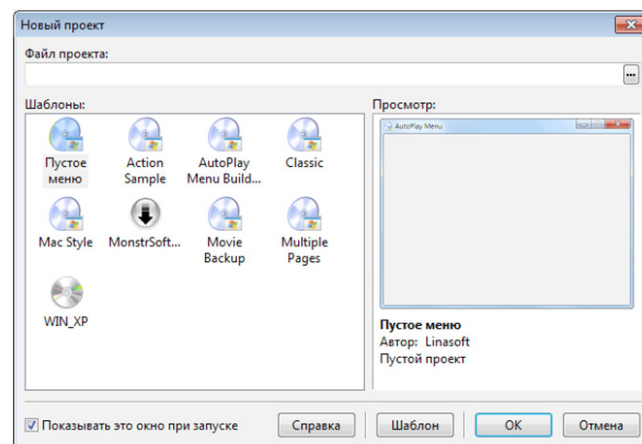 Новый проект
Файл проекта:
...
Шаблоны:
Просмотр:
Пустое меню
Action Sample
AutoPlay Menu Build...
Classic
Mac Style
MonstrSoft...
Movie Backup
Multiple Pages
WIN_XP
AutoPlay Menu
Пустое меню
Автор: Linasoft
Пустой проект
Показывать это окно при запуске
Справка
Шаблон
OK
Отмена